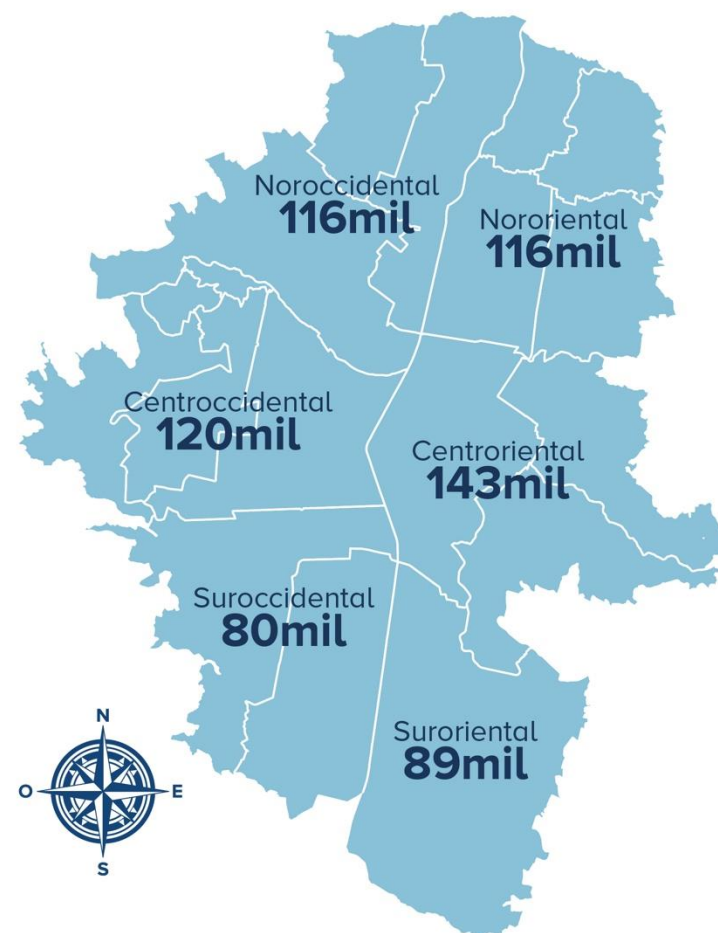 Noroccidental
116mil
Nororiental
116mil
Centroccidental
120mil
Centroriental
143mil
Suroccidental
80mil
Suroriental
89mil
N
O
E
S